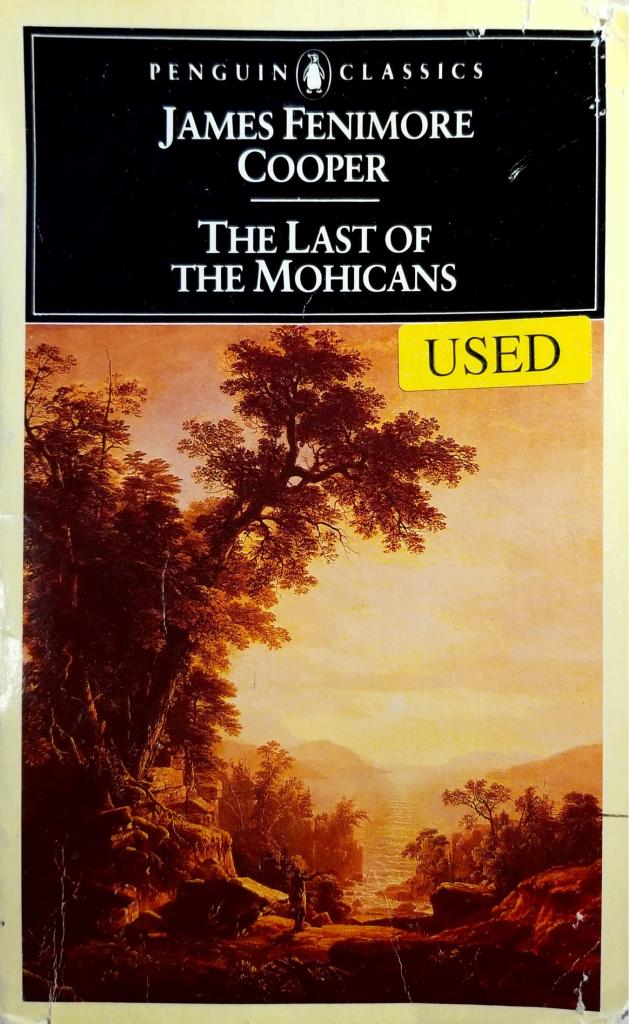 PENGUIN CLASSICS
JAMES FENIMORE
COOPER
THE LAST OF
THE MOHICANS
USED